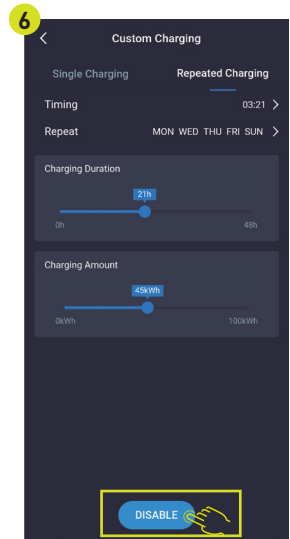 6
Custom Charging
Single Charging Repeated Charging
Timing 03:21
Repeat MON WED THU FRI SUN
Charging Duration
21h
0h 48h
Charging Amount
45kWh
0kWh 100kWh
DISABLE